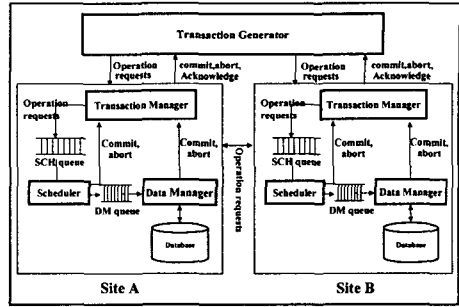 Transaction Generator
Operation
requests
commit,abort,
Acknowledge
Operation
requests
commit,abort,
Acknowledge
Operation
requests
Transaction Manager
SCH queue
Commit,
abort
Commit,
abort
Scheduler
DM queue
Data Manager
Database
Site A
Operation requests
Operation
requests
Transaction Manager
SCH queue
Commit,
abort
Commit,
abort
Scheduler
DM queue
Data Manager
Database
Site B